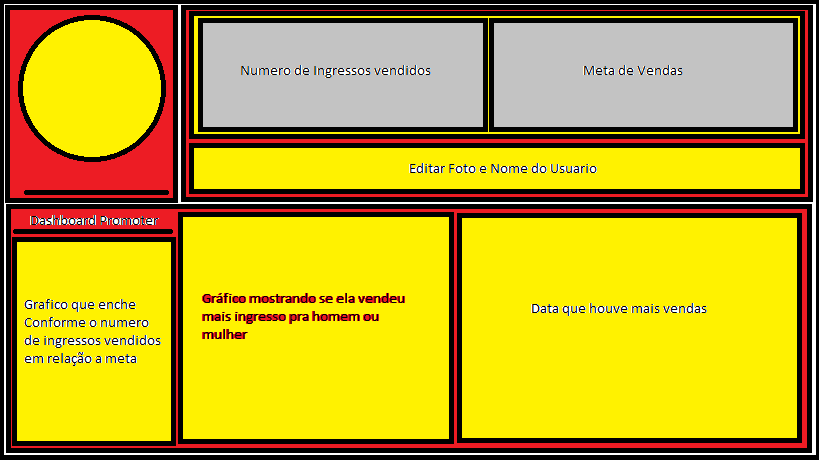 Numero de Ingressos vendidos
Meta de Vendas
Editar Foto e Nome do Usuario
Dashboard Promoter
Grafico que enche
Conforme o numero
de ingressos vendidos
em relação a meta
Gráfico mostrando se ela vendeu
mais ingresso pra homem ou
mulher
Data que houve mais vendas